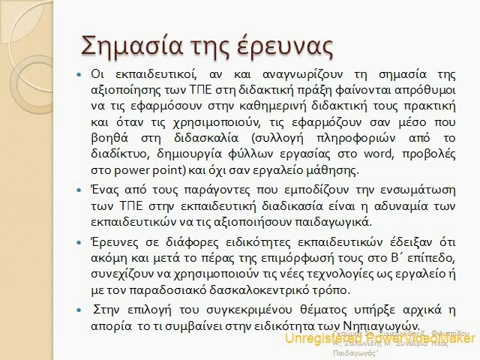 Σημασία της έρευνας
Οι εκπαιδευτικοί, αν και αναγνωρίζουν τη σημασία της
αξιοποίησης των ΤΠΕ στη διδακτική πράξη φαίνονται απρόθυμοι
να τις εφαρμόσουν στην καθημερινή διδακτική τους πρακτική
και όταν τις χρησιμοποιούν, τις εφαρμόζουν σαν μέσο που
βοηθά στη διδασκαλία (συλλογή πληροφοριών από το
διαδίκτυο, δημιουργία φύλλων εργασίας στο word, προβολές
στο power point) και όχι σαν εργαλείο μάθησης.
Ένας από τους παράγοντες που εμποδίζουν την ενσωμάτωση
των ΤΠΕ στην εκπαιδευτική διαδικασία είναι η αδυναμία των
εκπαιδευτικών να τις αξιοποιήσουν παιδαγωγικά.
Έρευνες σε διάφορες ειδικότητες εκπαιδευτικών έδειξαν ότι
ακόμη και μετά το πέρας της επιμόρφωσή τους στο Β΄ επίπεδο,
συνεχίζουν να χρησιμοποιούν τις νέες τεχνολογίες ως εργαλείο ή
με τον παραδοσιακό δασκαλοκεντρικό τρόπο.
Στην επιλογή του συγκεκριμένου θέματος υπήρξε αρχικά η
απορία το τι συμβαίνει στην ειδικότητα των Νηπιαγωγών.
Unregistered PowerVideoMaker
Παιδαγωγός"